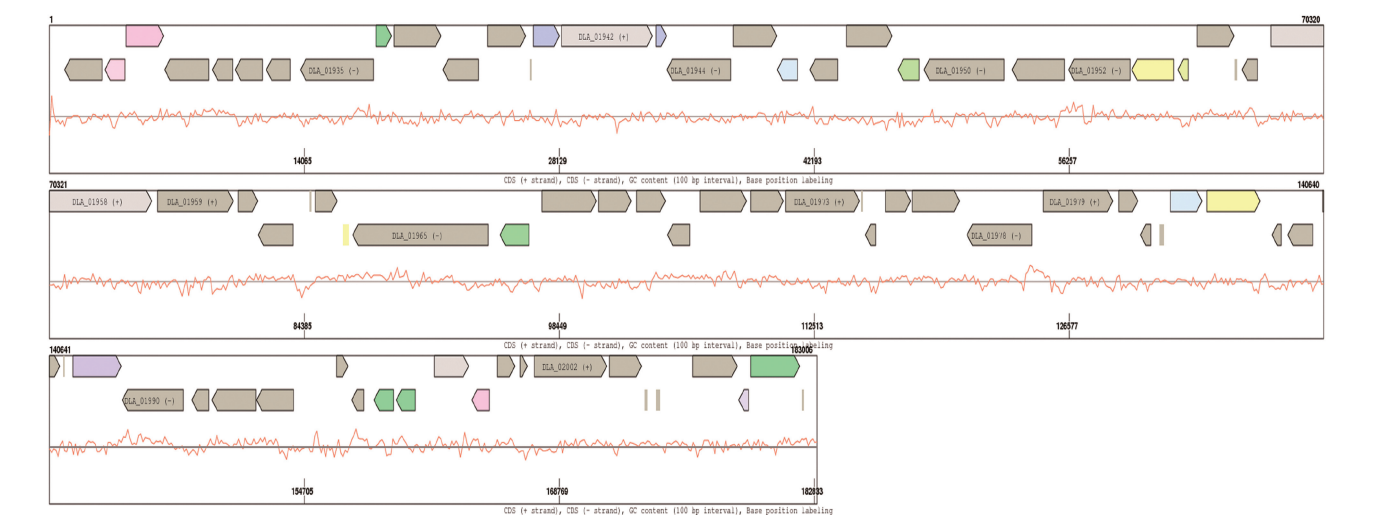 1 70320
DLA_01942 (+)
DLA_01935 (-) DLA_01944 (-) DLA_01950 (-) DLA_01952 (-)
14065 28129 42193 56257
CDS (+ strand), CDS (- strand), GC content (100 bp interval), Base position labeling
70321 140640
DLA_01958 (+) DLA_01959 (+) DLA_01973 (+) DLA_01979 (+)
DLA_01965 (-) DLA_01978 (-)
84385 98449 112513 126577
CDS (+ strand), CDS (- strand), GC content (100 bp interval), Base position labeling
140641 183006
DLA_02002 (+)
DLA_01990 (-)
154705 168769 182833
CDS (+ strand), CDS (- strand), GC content (100 bp interval), Base position labeling